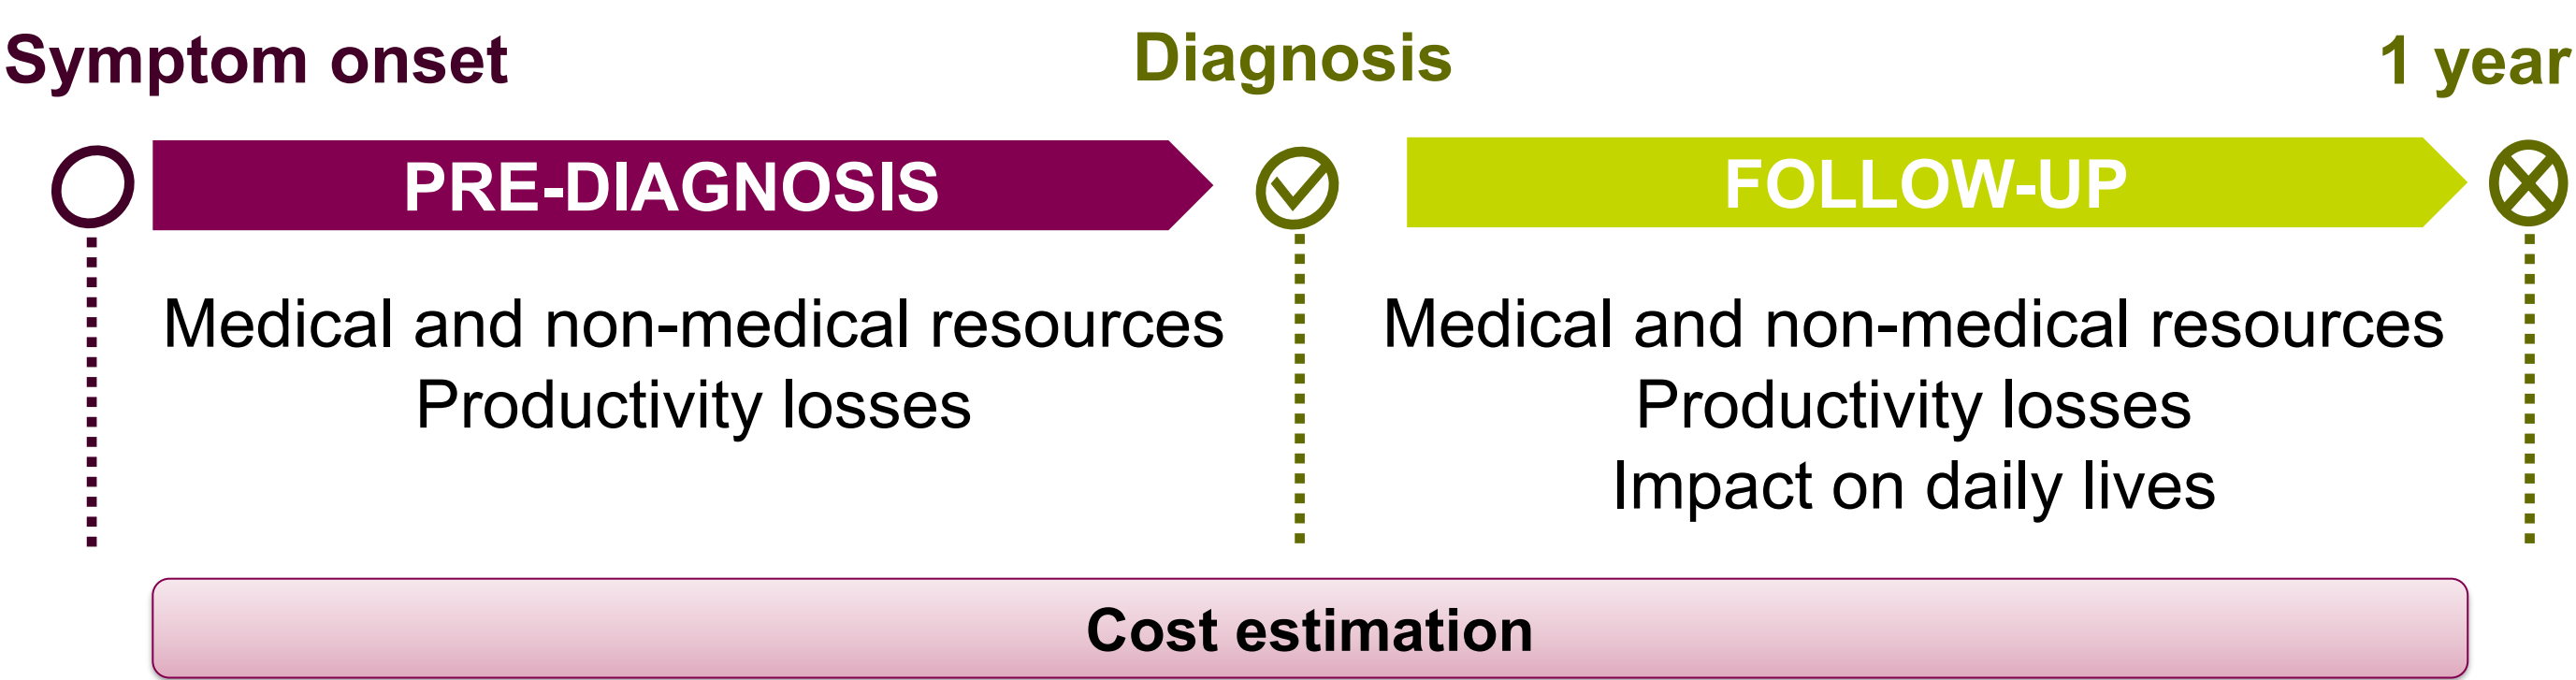 Symptom onset
Diagnosis
1 year
PRE-DIAGNOSIS
FOLLOW-UP
Medical and non-medical resources
Productivity losses
Medical and non-medical resources
Productivity losses
Impact on daily lives
Cost estimation